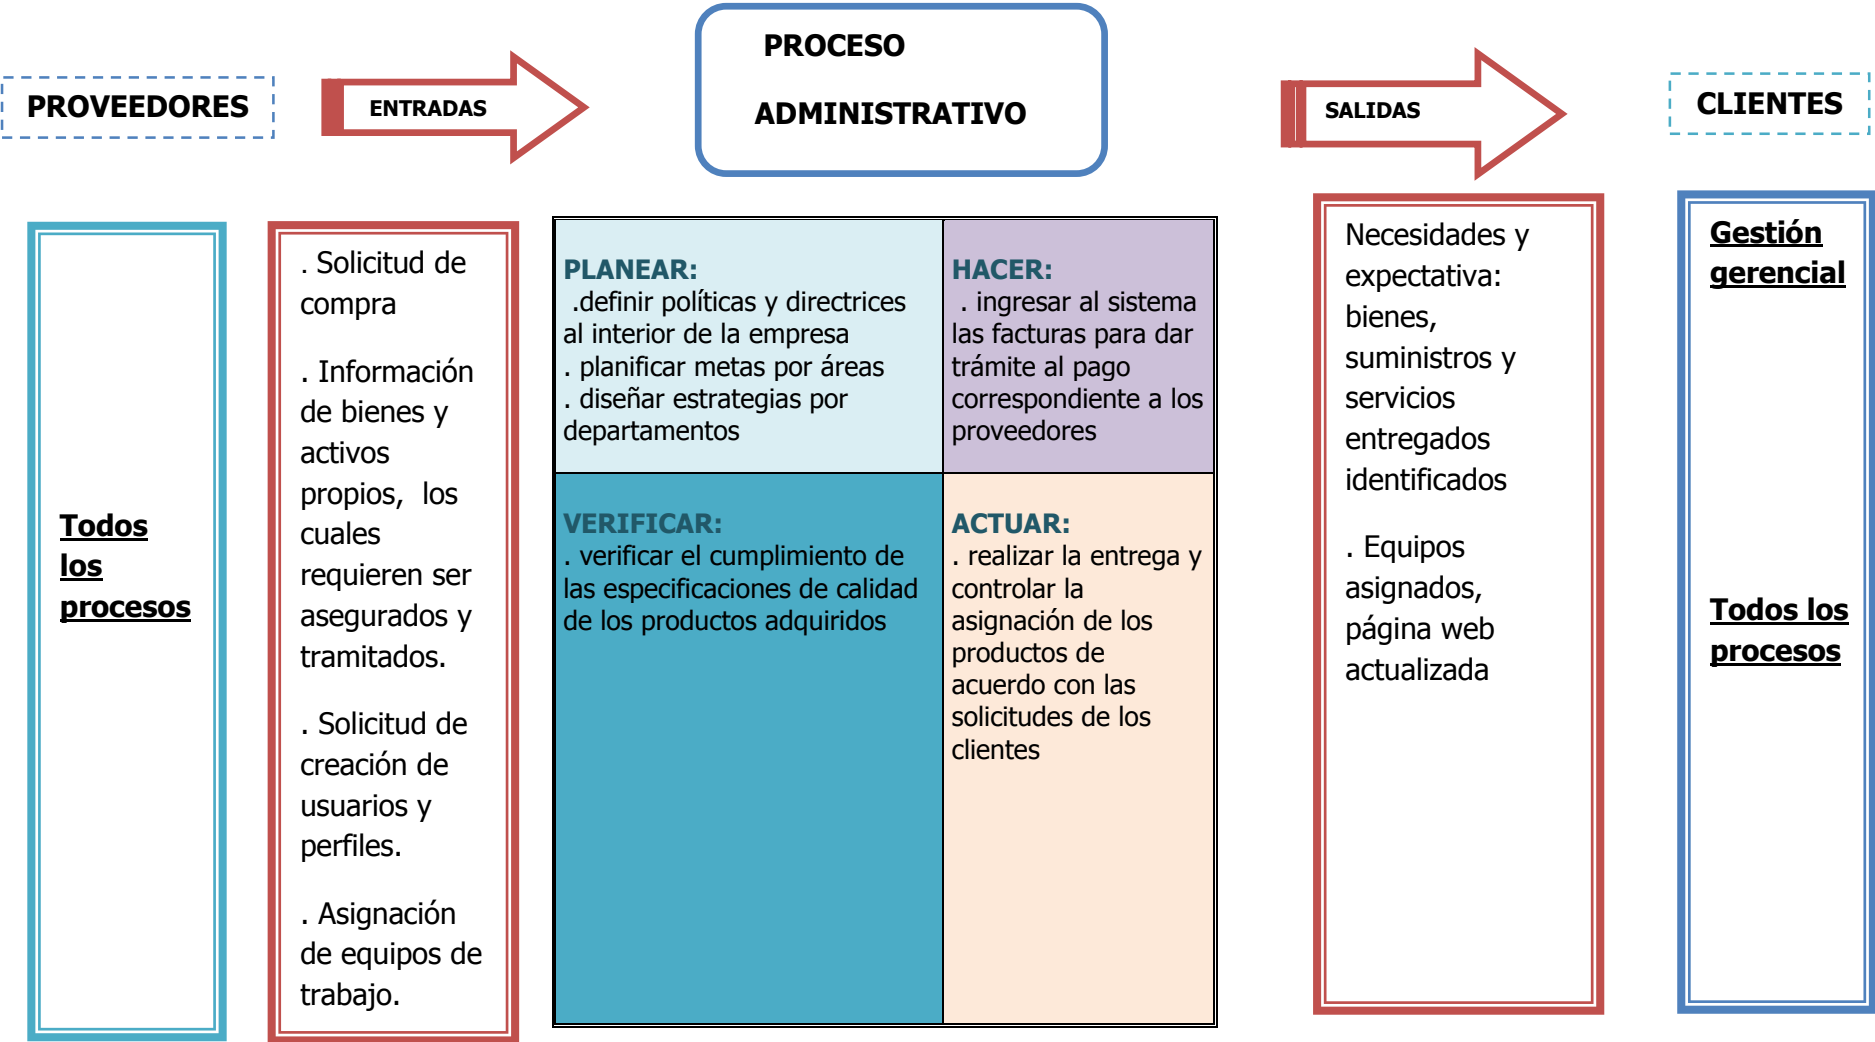 PROVEEDORES
ENTRADAS
PROCESO
ADMINISTRATIVO
SALIDAS
CLIENTES
Todos
los
procesos
. Solicitud de
compra
. Información
de bienes y
activos
propios, los
cuales
requieren ser
asegurados y
tramitados.
. Solicitud de
creación de
usuarios y
perfiles.
. Asignación
de equipos de
trabajo.
PLANEAR:
.definir políticas y directrices
al interior de la empresa
. planificar metas por áreas
. diseñar estrategias por
departamentos
HACER:
. ingresar al sistema
las facturas para dar
trámite al pago
correspondiente a los
proveedores
VERIFICAR:
. verificar el cumplimiento de
las especificaciones de calidad
de los productos adquiridos
ACTUAR:
. realizar la entrega y
controlar la
asignación de los
productos de
acuerdo con las
solicitudes de los
clientes
Necesidades y
expectativa:
bienes,
suministros y
servicios
entregados
identificados
. Equipos
asignados,
página web
actualizada
Gestión
gerencial
Todos los
procesos